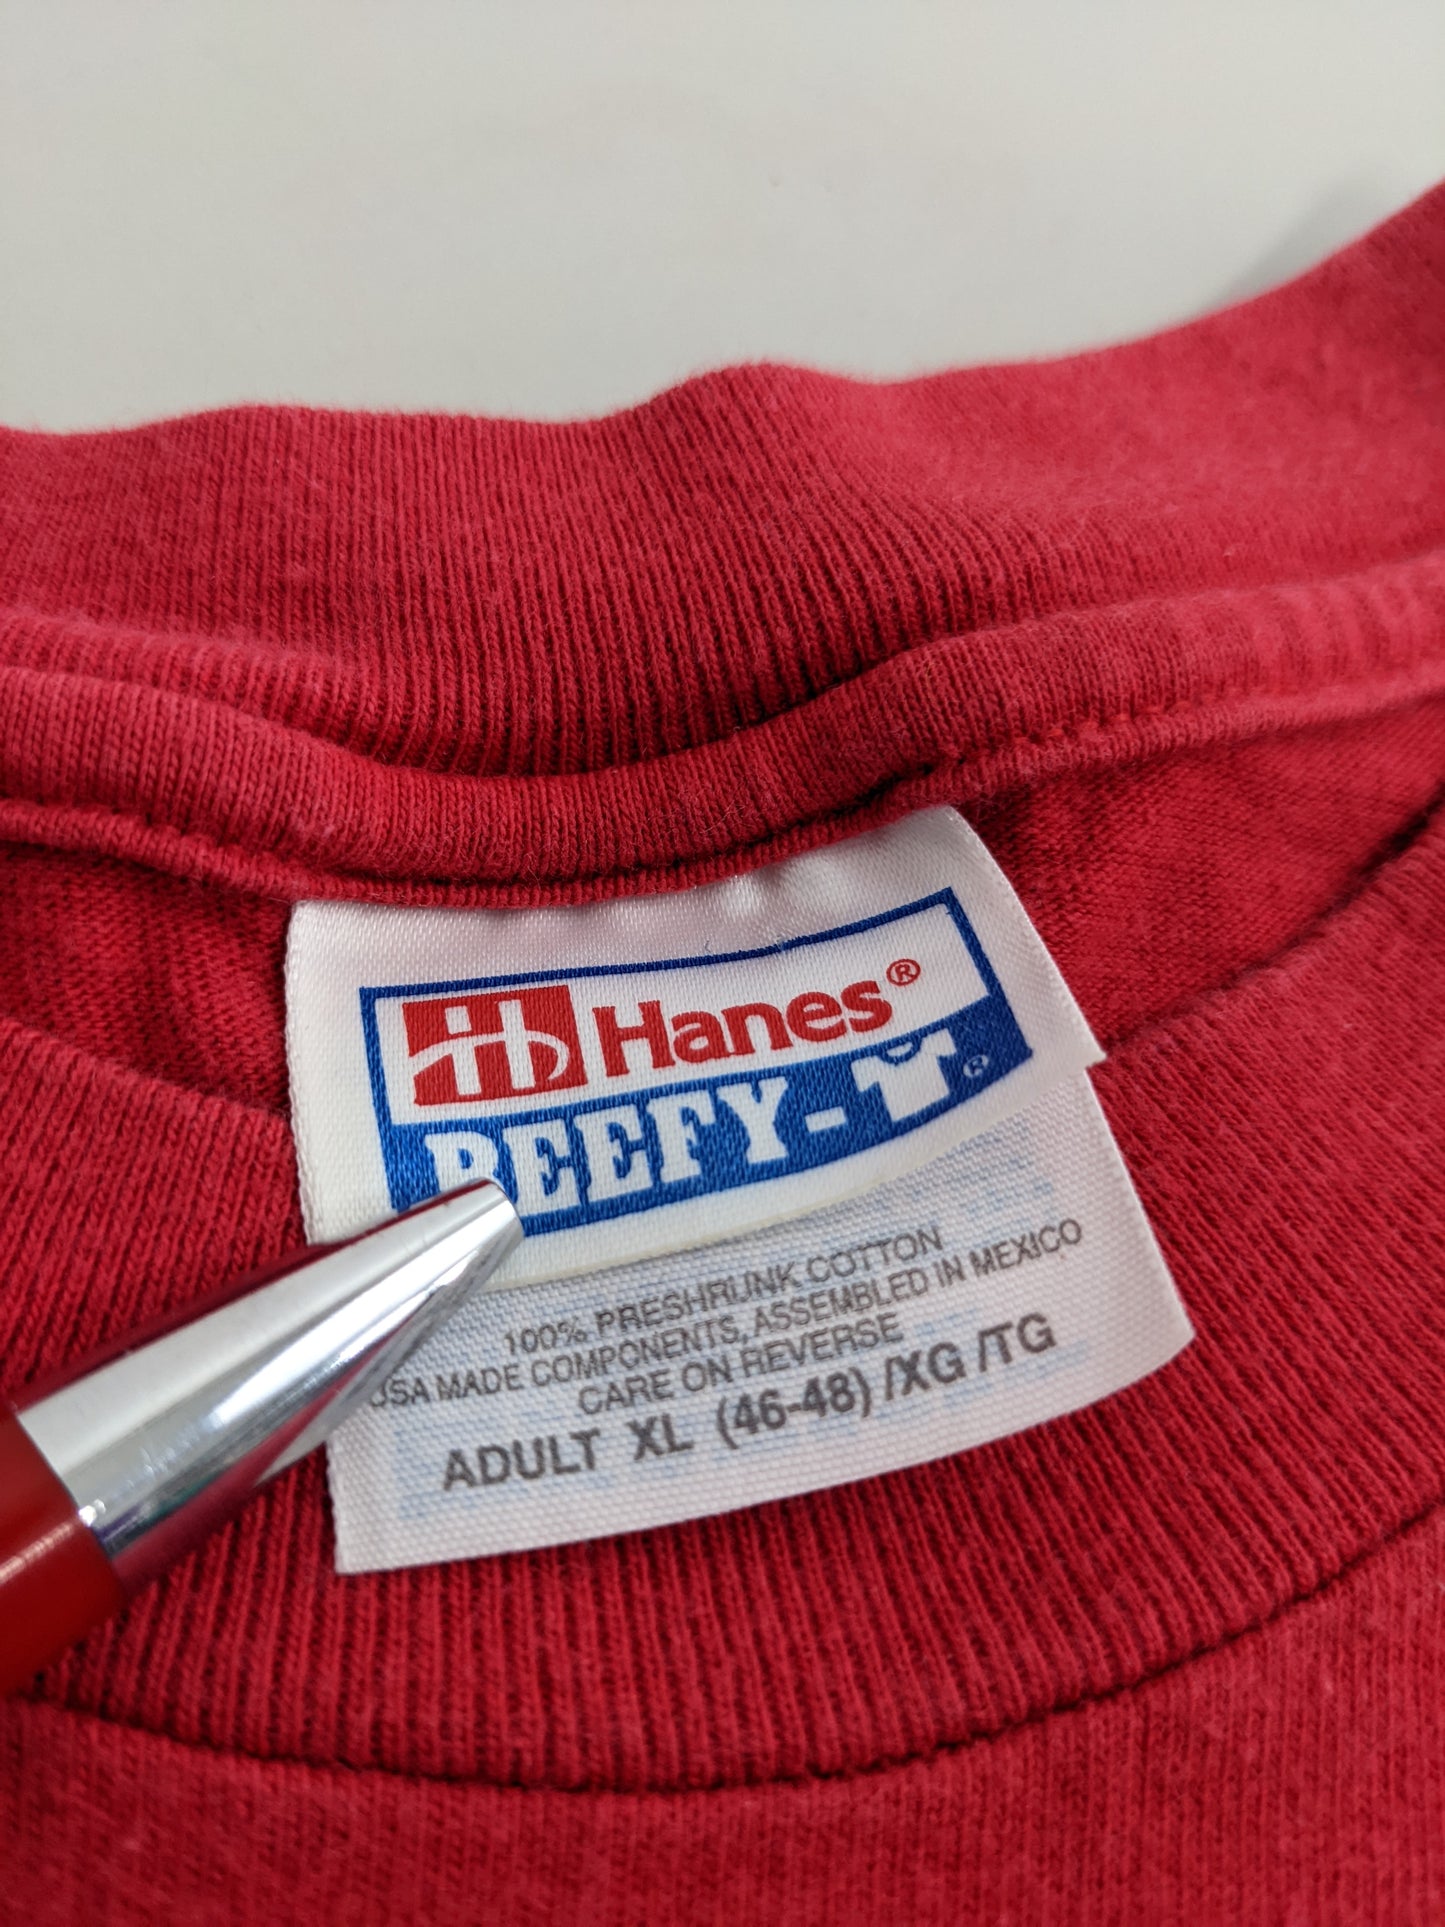 Hanes®
BEEFY-T®
100% PRESHRUNK COTTON
USA MADE COMPONENTS, ASSEMBLED IN MEXICO
CARE ON REVERSE
ADULT XL (46-48) /XG /TG